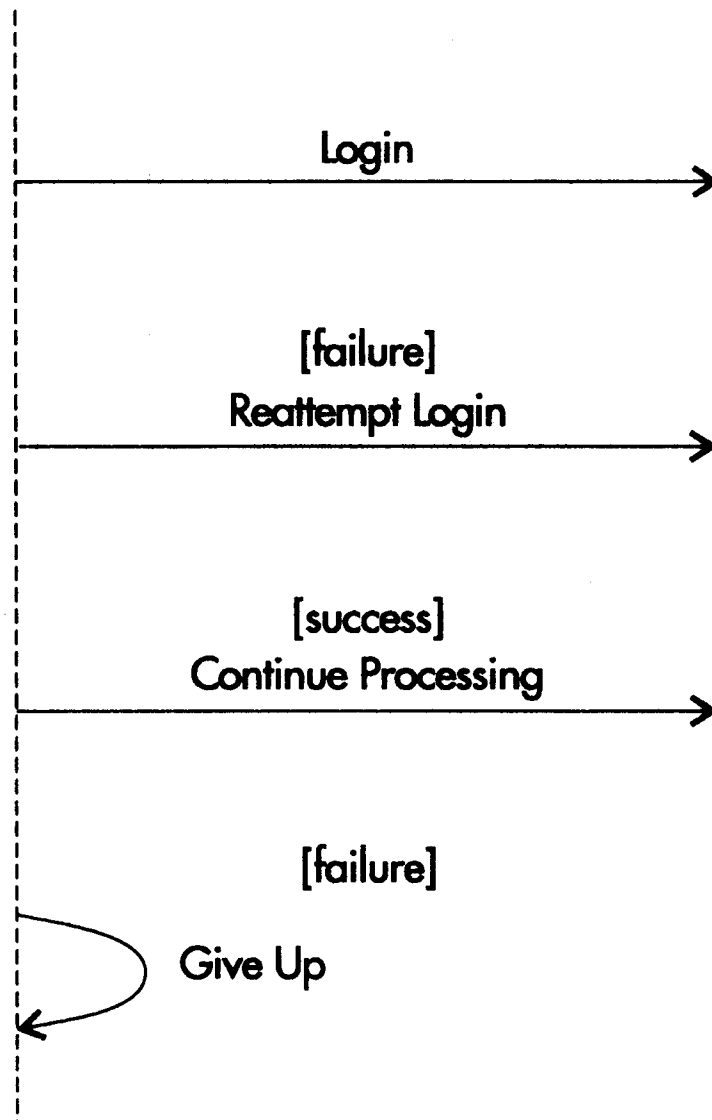 Login
[failure]
Reattempt Login
[success]
Continue Processing
[failure]
Give Up